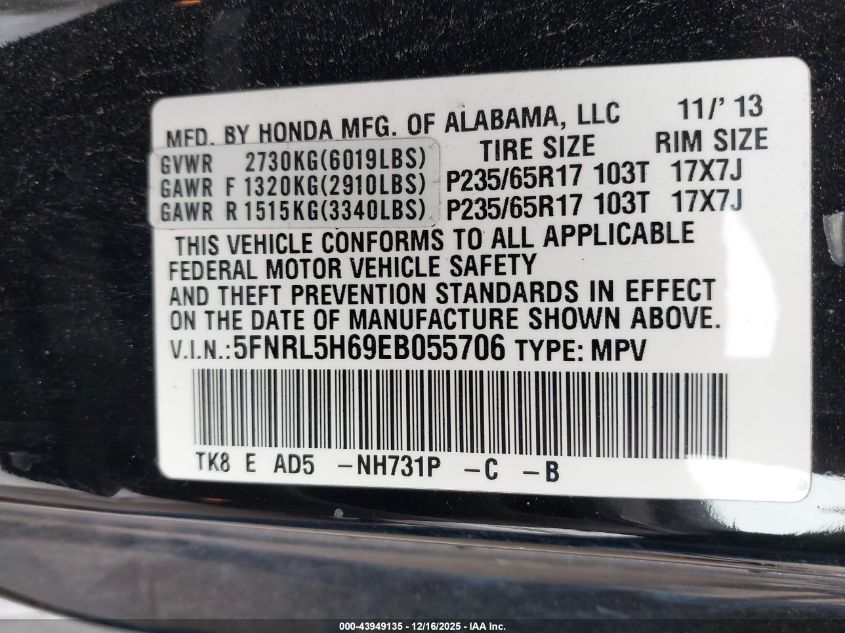 MFD. BY HONDA MFG. OF ALABAMA, LLC 11/'13
GVWR 2730KG(6019LBS) TIRE SIZE RIM SIZE
GAWR F 1320KG(2910LBS) P235/65R17 103T 17X7J
GAWR R 1515KG(3340LBS) P235/65R17 103T 17X7J
THIS VEHICLE CONFORMS TO ALL APPLICABLE
FEDERAL MOTOR VEHICLE SAFETY
AND THEFT PREVENTION STANDARDS IN EFFECT
ON THE DATE OF MANUFACTURE SHOWN ABOVE.
V.I.N.:5FNRL5H69EB055706 TYPE: MPV
TK8 E AD5 -NH731P -C -B
000-43949135 - 12/16/2025 - IAA Inc.